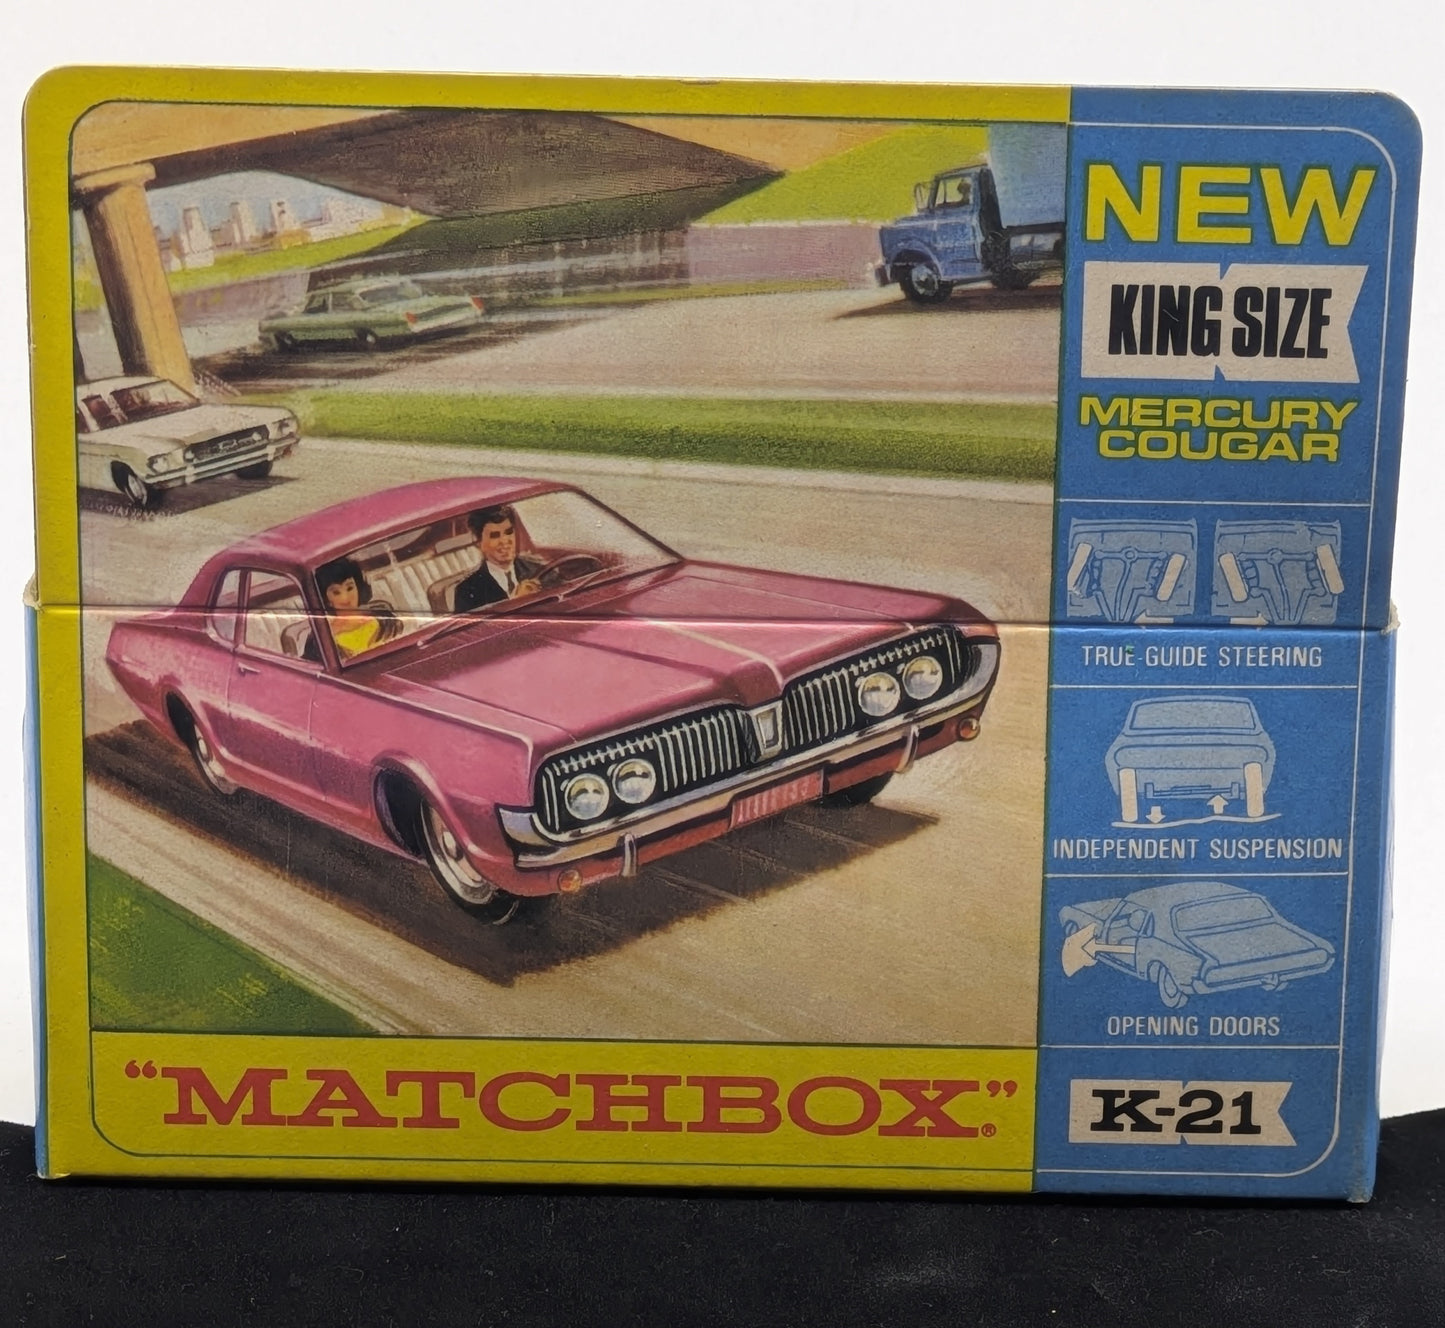 NEW
KING SIZE
MERCURY
COUGAR
TRUE-GUIDE STEERING
INDEPENDENT SUSPENSION
OPENING DOORS
"MATCHBOX"®
K-21